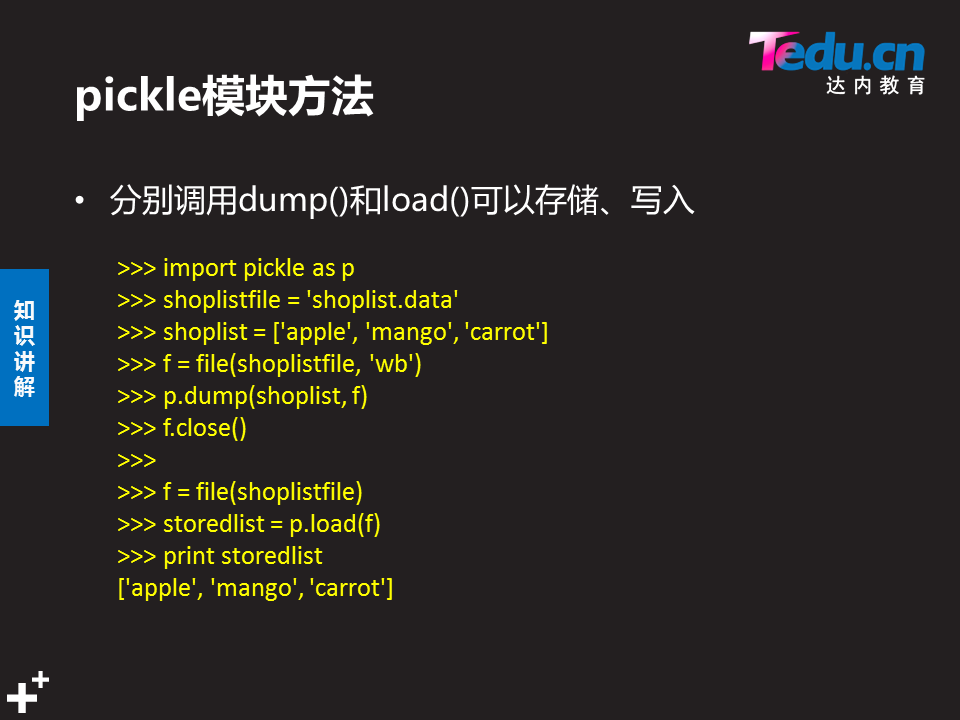 Tedu.cn
达内教育
pickle模块方法
• 分别调用dump()和load()可以存储、写入
>>> import pickle as p
>>> shoplistfile = 'shoplist.data'
>>> shoplist = ['apple', 'mango', 'carrot']
>>> f = file(shoplistfile, 'wb')
>>> p.dump(shoplist, f)
>>> f.close()
>>>
>>> f = file(shoplistfile)
>>> storedlist = p.load(f)
>>> print storedlist
['apple', 'mango', 'carrot']
知识讲解